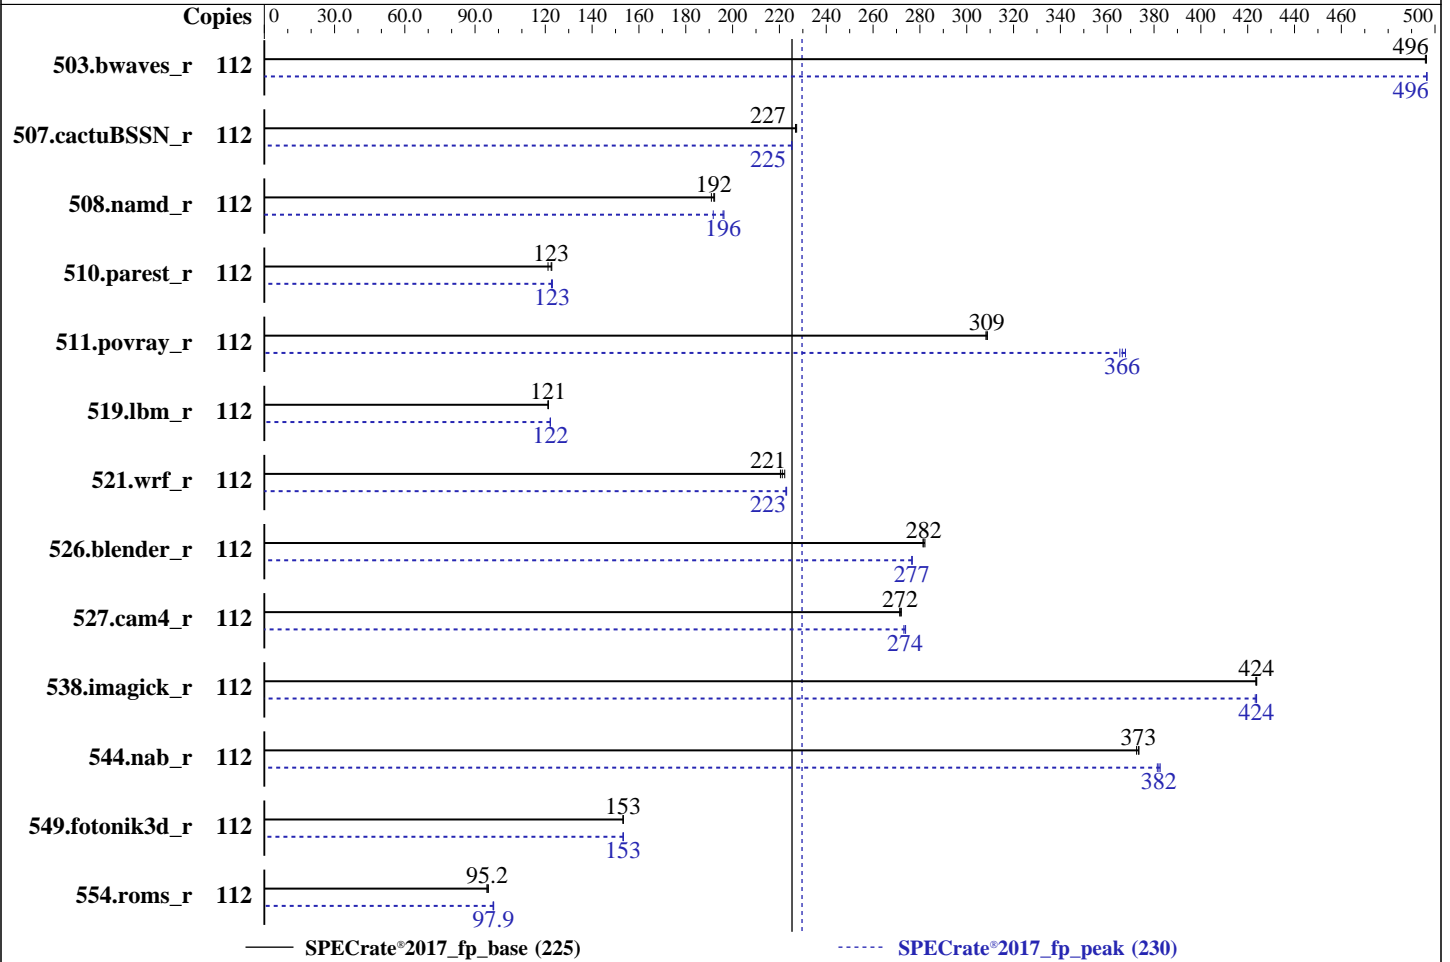 Copies 0 30.0 60.0 90.0 120 140 160 180 200 220 240 260 280 300 320 340 360 380 400 420 440 460 500
503.bwaves_r 112 496
496
507.cactuBSSN_r 112 227
225
508.namd_r 112 192
196
510.parest_r 112 123
123
511.povray_r 112 309
366
519.lbm_r 112 121
122
521.wrf_r 112 221
223
526.blender_r 112 282
277
527.cam4_r 112 272
274
538.imagick_r 112 424
424
544.nab_r 112 373
382
549.fotonik3d_r 112 153
153
554.roms_r 112 95.2
97.9
SPECrate®2017_fp_base (225) SPECrate®2017_fp_peak (230)